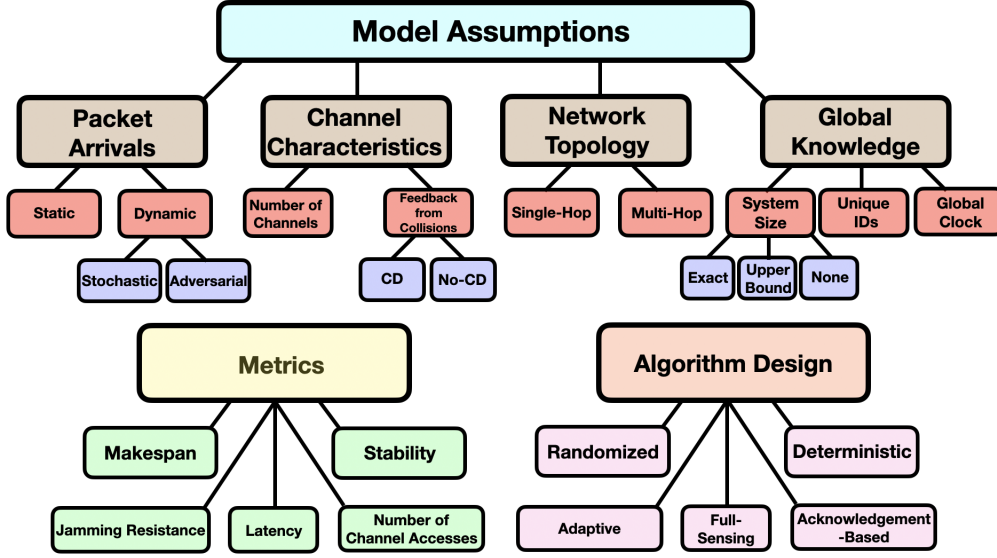 Model Assumptions
Packet
Arrivals
Channel
Characteristics
Network
Topology
Global
Knowledge
Static
Dynamic
Number of
Channels
Feedback
from
Collisions
Single-Hop
Multi-Hop
System
Size
Unique
IDs
Global
Clock
Stochastic
Adversarial
CD
No-CD
Exact
Upper
Bound
None
Metrics
Algorithm Design
Makespan
Stability
Randomized
Deterministic
Jamming Resistance
Latency
Number of
Channel Accesses
Adaptive
Full-
Sensing
Acknowledgement
-Based